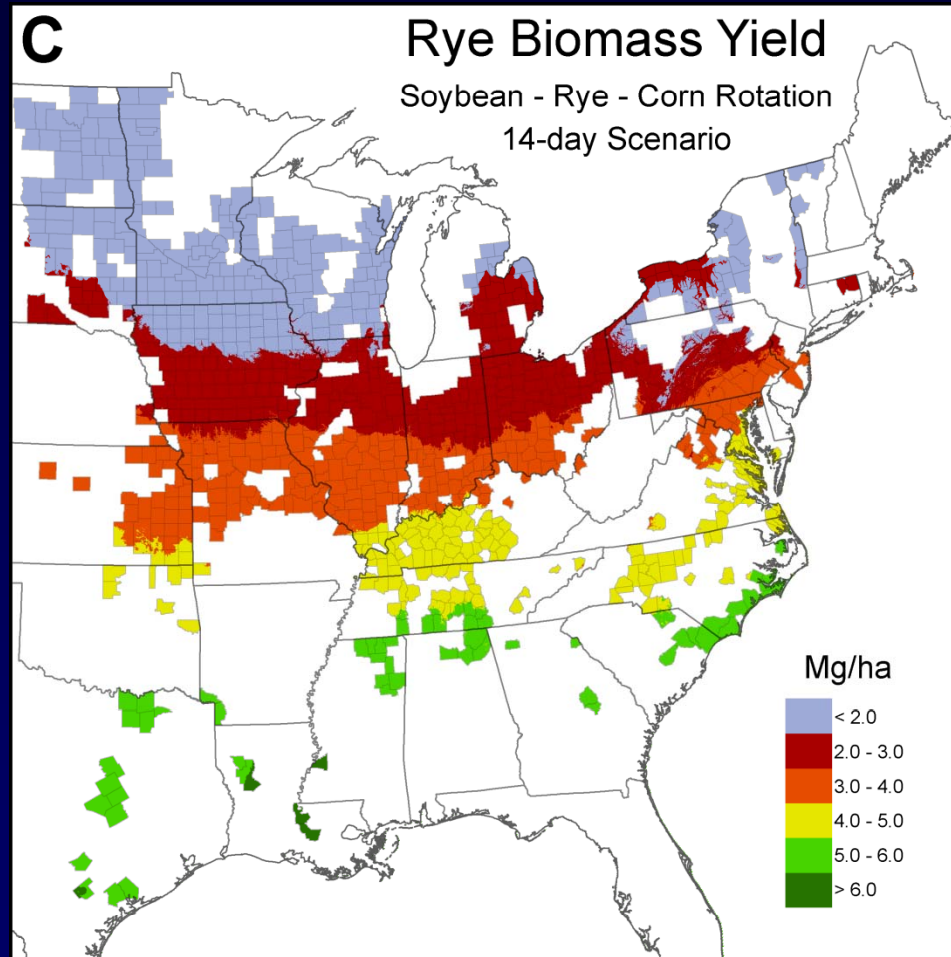 C
Rye Biomass Yield
Soybean - Rye - Corn Rotation
14-day Scenario
Mg/ha
< 2.0
2.0 - 3.0
3.0 - 4.0
4.0 - 5.0
5.0 - 6.0
> 6.0